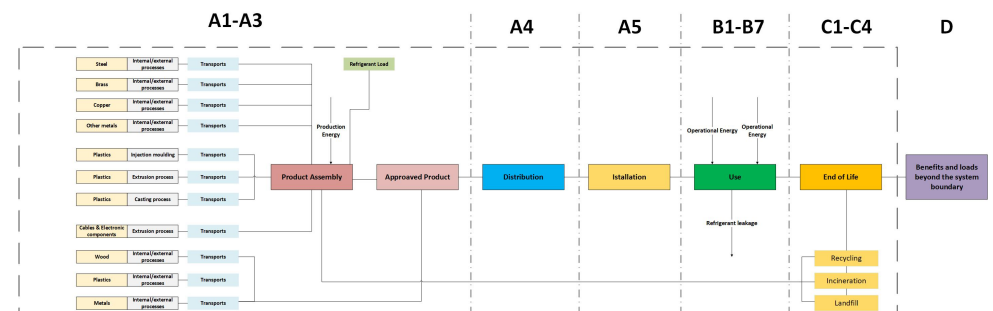 A1-A3
A4
A5
B1-B7
C1-C4
D
Steel
Internal/external
processes
Transports
Refrigerant Load
Brass
Internal/external
processes
Transports
Copper
Internal/external
processes
Transports
Other metals
Internal/external
processes
Transports
Production
Energy
Operational Energy
Operational
Energy
Plastics
Injection moulding
Transports
Plastics
Extrusion process
Transports
Product Assembly
Approaved Product
Distribution
Istallation
Use
End of Life
Benefits and loads
beyond the system
boundary
Plastics
Casting process
Transports
Refrigerant leakage
Cables & Electronic
components
Extrusion process
Transports
Wood
Internal/external
processes
Transports
Recycling
Plastics
Internal/external
processes
Transports
Incineration
Metals
Internal/external
processes
Transports
Landfill